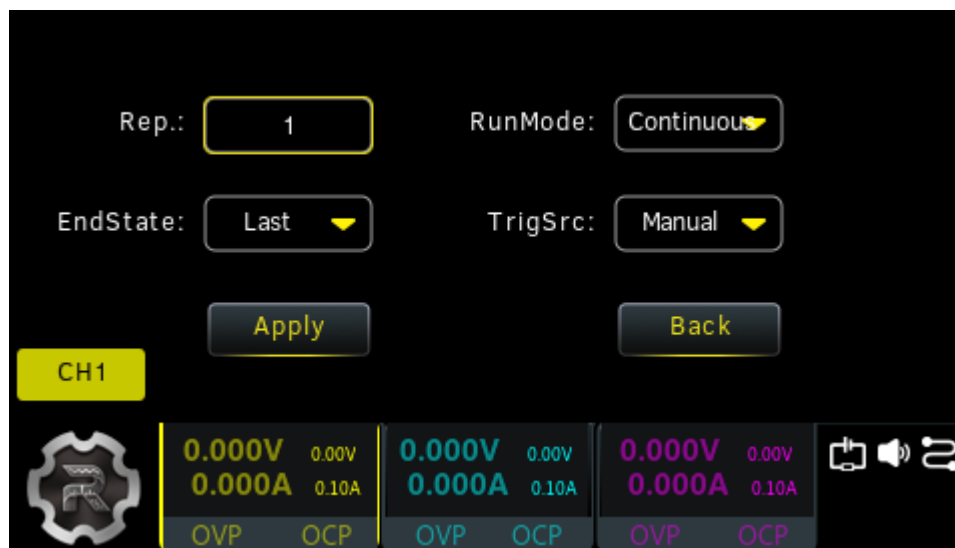 Rep.: 1 RunMode: Continuous
EndState: Last TrigSrc: Manual
Apply Back
CH1
0.000V 0.00V 0.000V 0.00V 0.000V 0.00V
0.000A 0.10A 0.000A 0.10A 0.000A 0.10A
OVP OCP OVP OCP OVP OCP